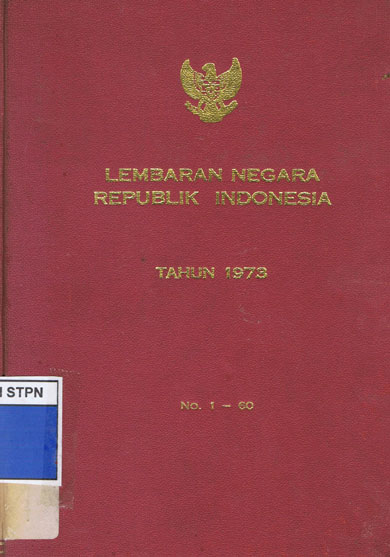 LEMBARAN NEGARA
REPUBLIK INDONESIA
TAHUN 1973
STPN
No. 1 – 60